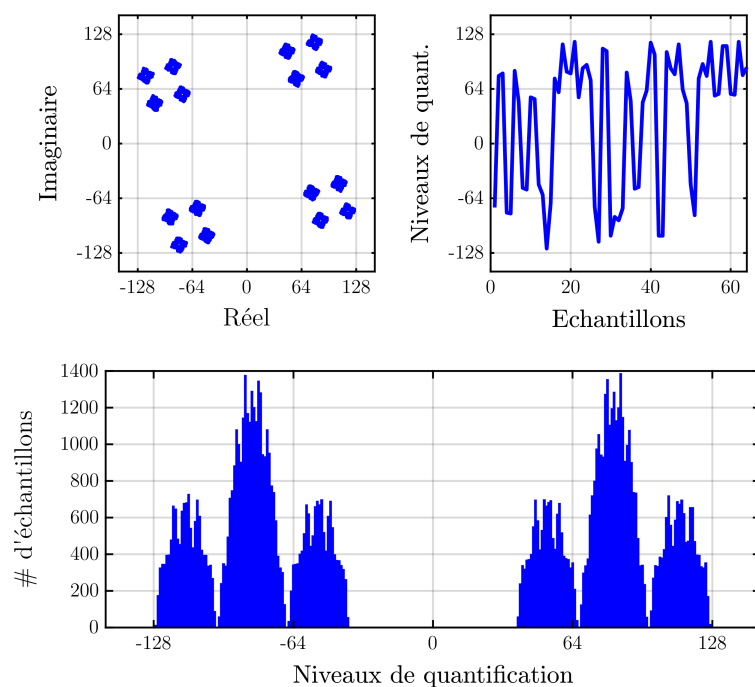 128
64
0
-64
-128
Imaginaire
-128 -64 0 64 128
Réel
128
64
0
-64
-128
Niveaux de quant.
0 20 40 60
Echantillons
1400
1200
1000
800
600
400
200
0
# d'échantillons
-128 -64 0 64 128
Niveaux de quantification